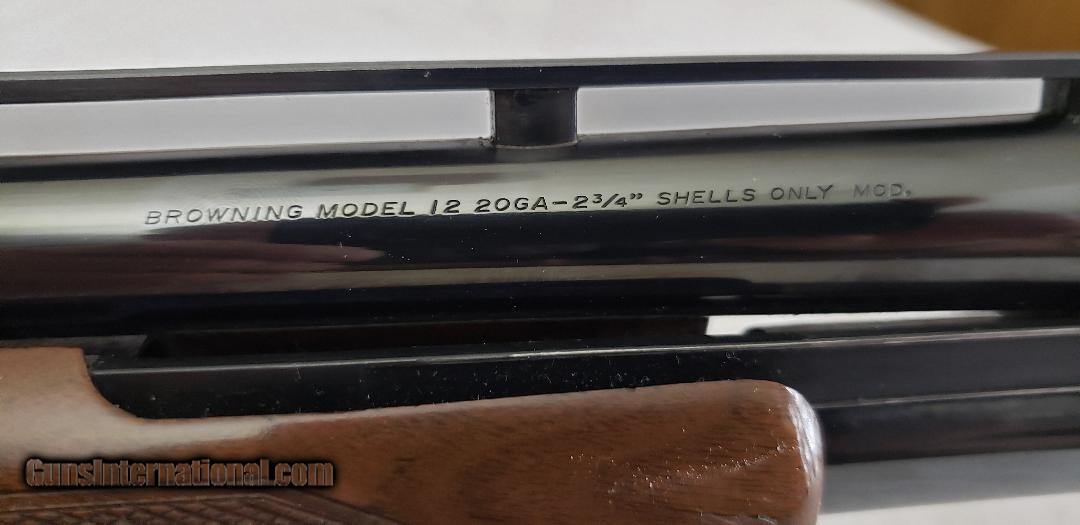 BROWNING MODEL 12 20GA-2¾" SHELLS ONLY MOD.
GunsInternational.com